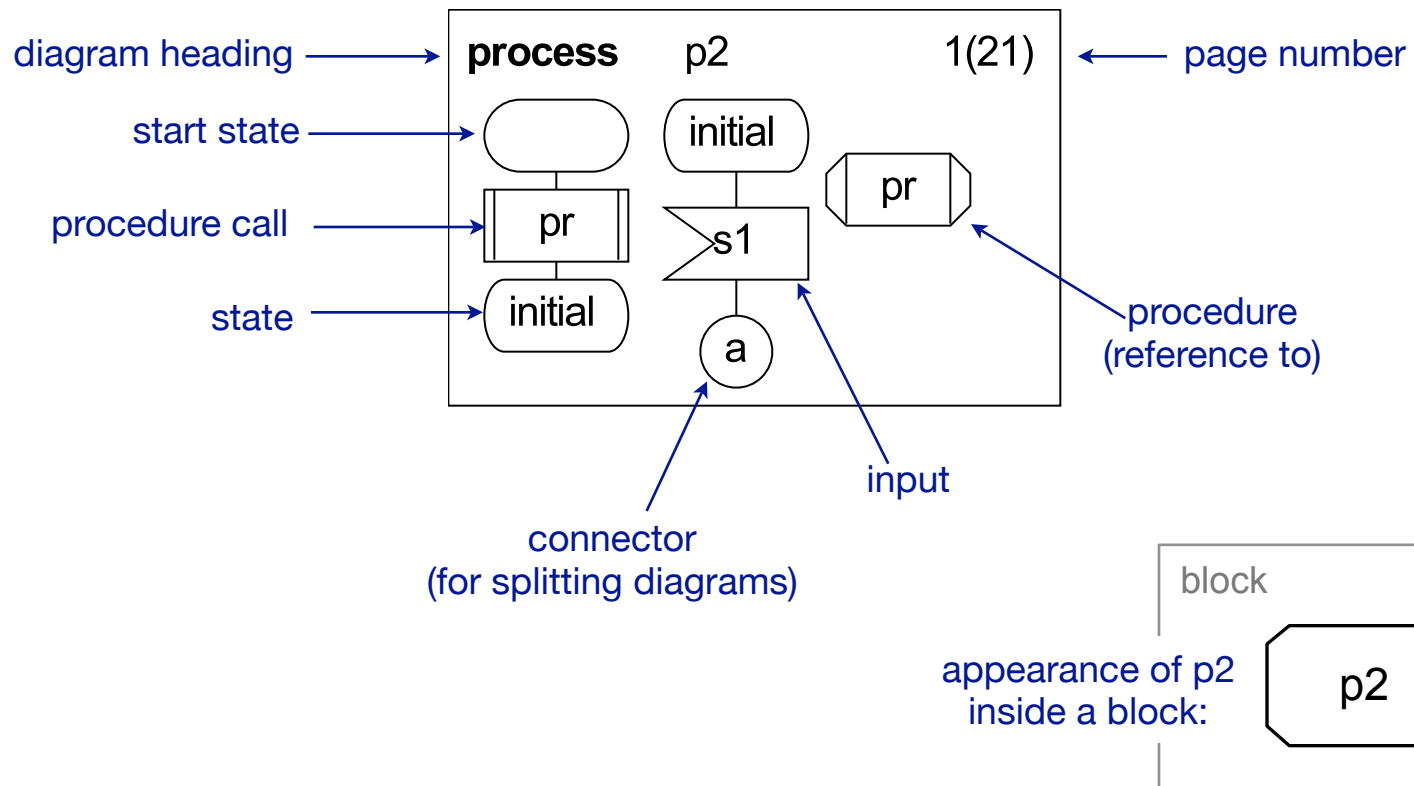 diagram heading
process p2 1(21)
page number
start state
initial
pr
procedure call
pr
s1
state
initial
a
procedure
(reference to)
input
connector
(for splitting diagrams)
block
appearance of p2
inside a block:
p2